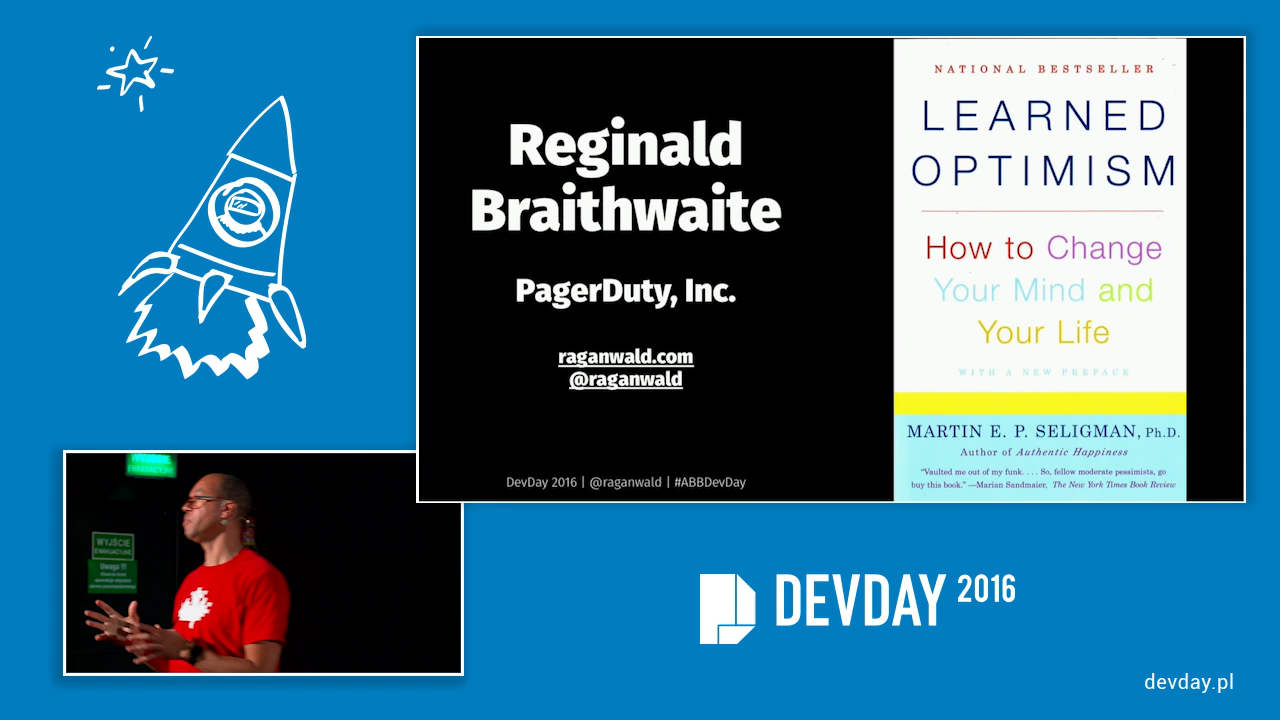 Reginald
Braithwaite
PagerDuty, Inc.
raganwald.com
@raganwald
DevDay 2016 | @raganwald | #ABBDevDay
NATIONAL BESTSELLER
LEARNED
OPTIMISM
How to Change
Your Mind and
Your Life
WITH A NEW PREFACE
MARTIN E. P. SELIGMAN, Ph.D.
Author of Authentic Happiness
“Vaulted me out of my funk. . . . So, fellow moderate pessimists, go
buy this book.” —Marian Sandmaier, The New York Times Book Review
WYJŚCIE
EWAKUACYJNE
Uwaga !!!
DEVDAY 2016
devday.pl